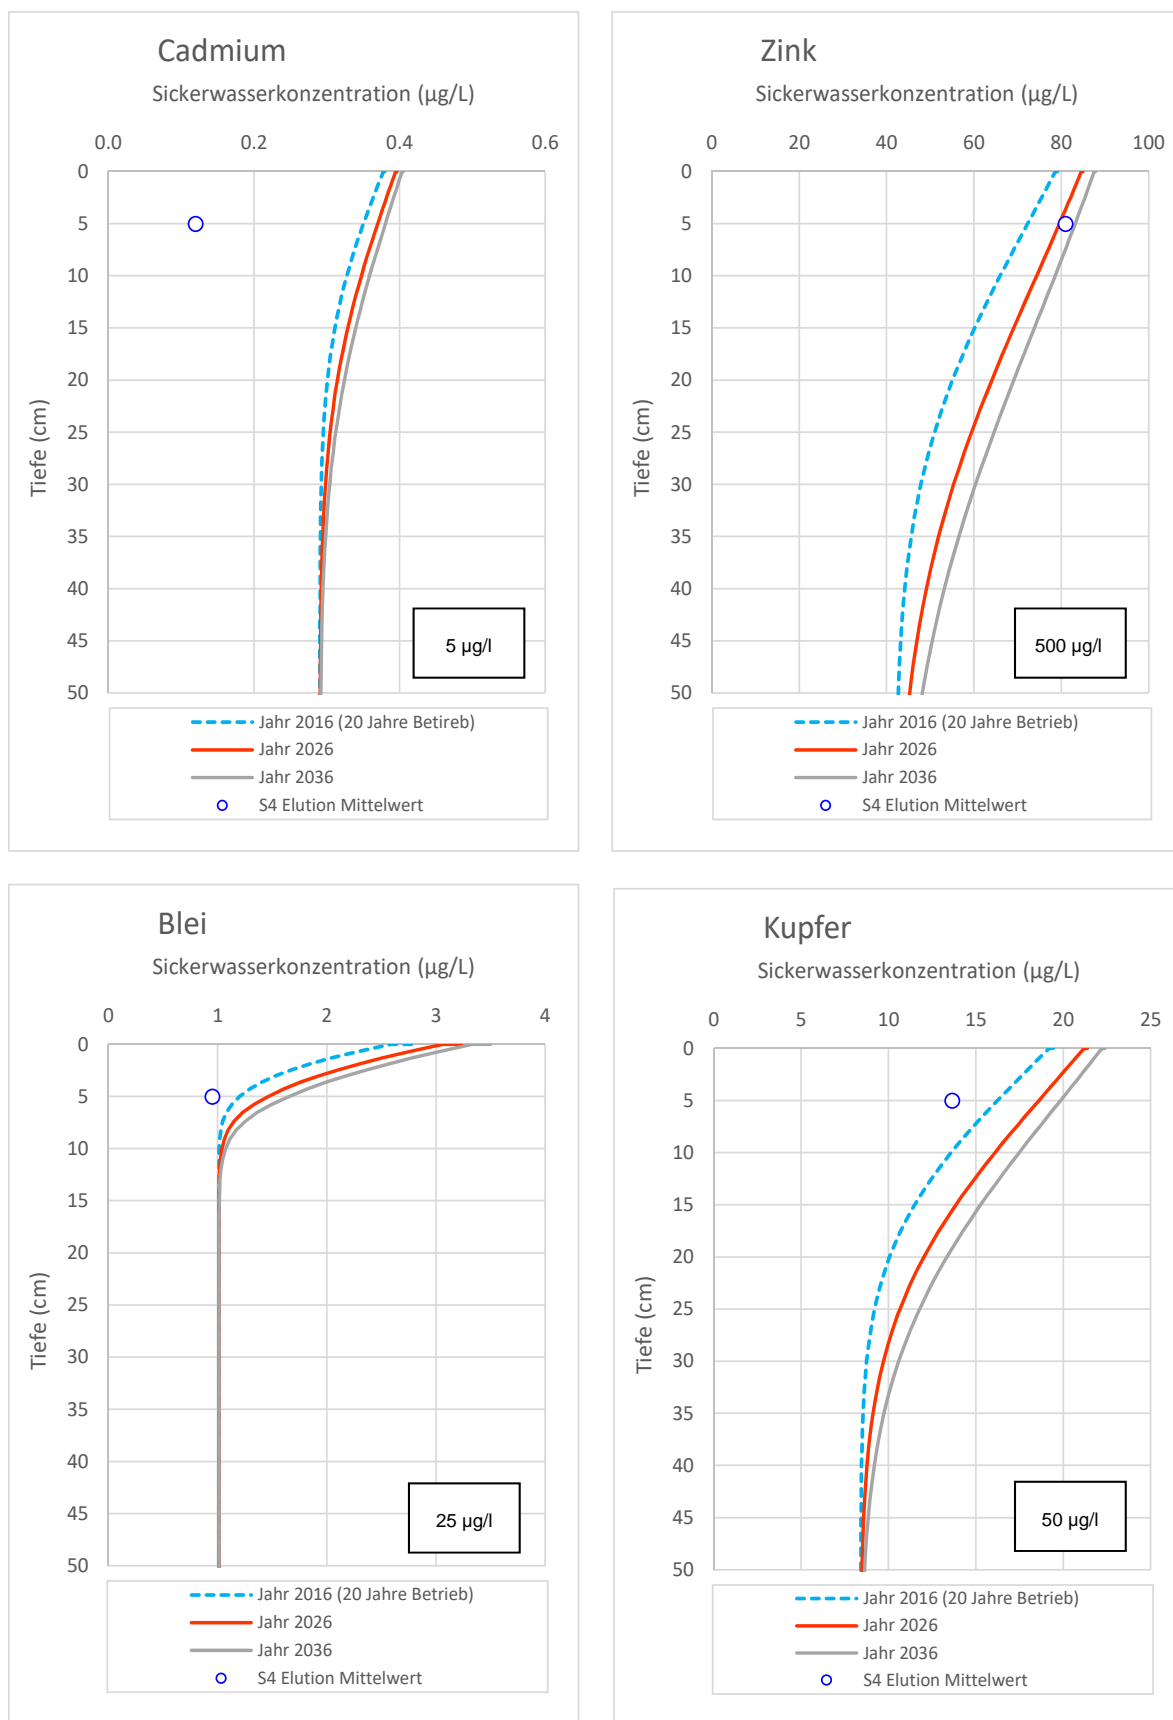 Cadmium
Sickerwasserkonzentration (µg/L)
0.0 0.2 0.4 0.6
0
5
10
15
20
25
30
35
40
45
50
Tiefe (cm)
5 µg/l
Jahr 2016 (20 Jahre Betireb)
Jahr 2026
Jahr 2036
S4 Elution Mittelwert
Zink
Sickerwasserkonzentration (µg/L)
0 20 40 60 80 100
0
5
10
15
20
25
30
35
40
45
50
Tiefe (cm)
500 µg/l
Jahr 2016 (20 Jahre Betrieb)
Jahr 2026
Jahr 2036
S4 Elution Mittelwert
Blei
Sickerwasserkonzentration (µg/L)
0 1 2 3 4
0
5
10
15
20
25
30
35
40
45
50
Tiefe (cm)
25 µg/l
Jahr 2016 (20 Jahre Betrieb)
Jahr 2026
Jahr 2036
S4 Elution Mittelwert
Kupfer
Sickerwasserkonzentration (µg/L)
0 5 10 15 20 25
0
5
10
15
20
25
30
35
40
45
50
Tiefe (cm)
50 µg/l
Jahr 2016 (20 Jahre Betrieb)
Jahr 2026
Jahr 2036
S4 Elution Mittelwert